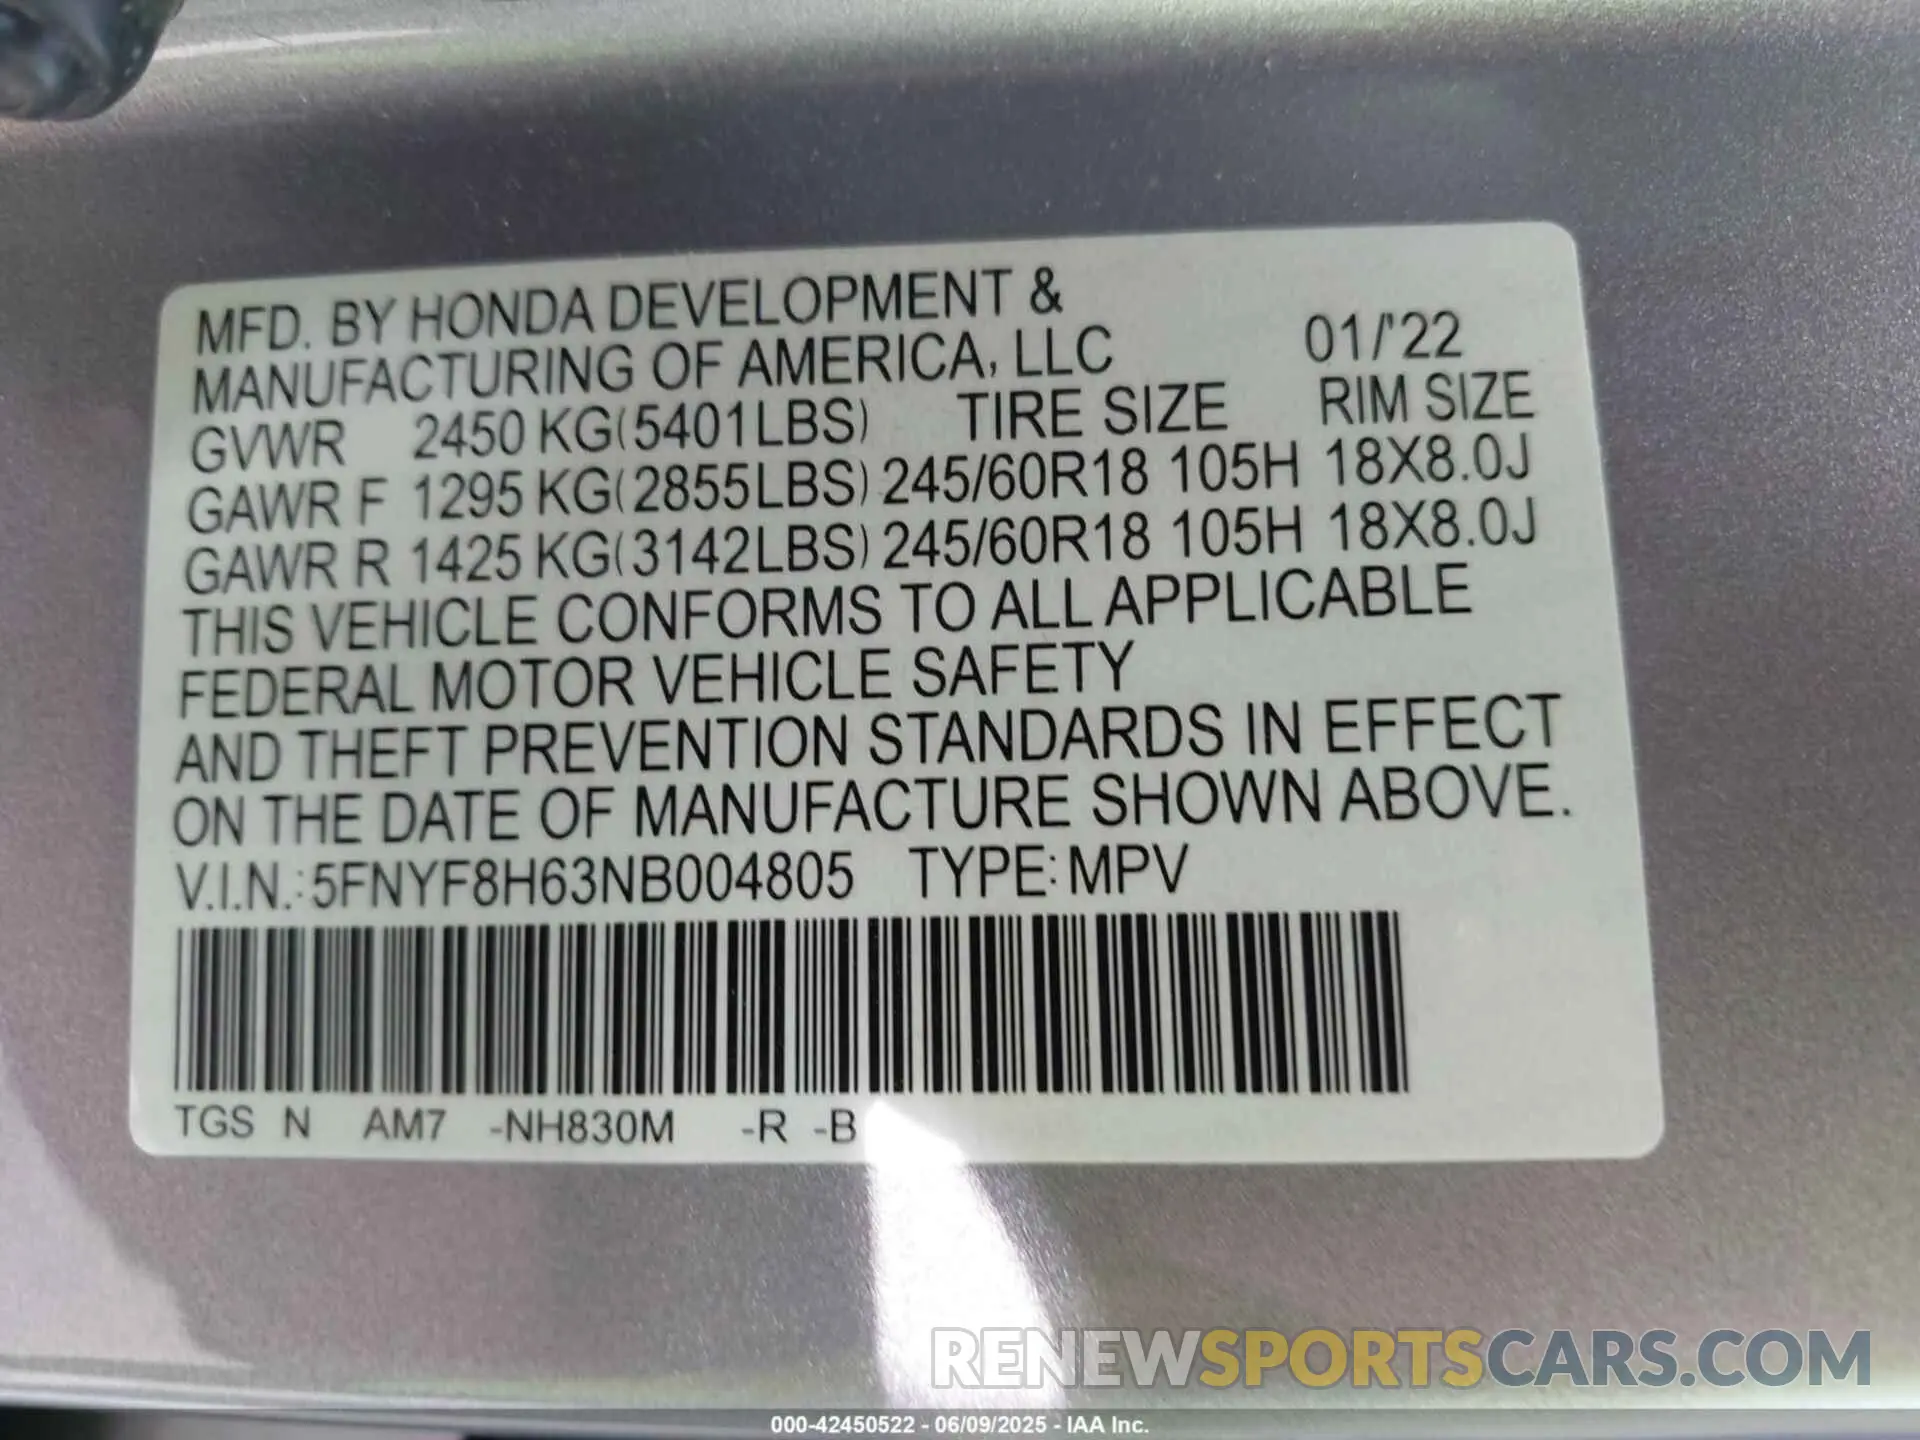 MFD. BY HONDA DEVELOPMENT &
MANUFACTURING OF AMERICA, LLC 01/'22
GVWR 2450 KG(5401LBS) TIRE SIZE RIM SIZE
GAWR F 1295 KG(2855LBS) 245/60R18 105H 18X8.0J
GAWR R 1425 KG(3142LBS) 245/60R18 105H 18X8.0J
THIS VEHICLE CONFORMS TO ALL APPLICABLE
FEDERAL MOTOR VEHICLE SAFETY
AND THEFT PREVENTION STANDARDS IN EFFECT
ON THE DATE OF MANUFACTURE SHOWN ABOVE.
V.I.N.: 5FNYF8H63NB004805 TYPE: MPV
TGS N AM7 -NH830M -R -B
RENEWSPORTSCARS.COM
000-42450522 - 06/09/2025 - IAA Inc.